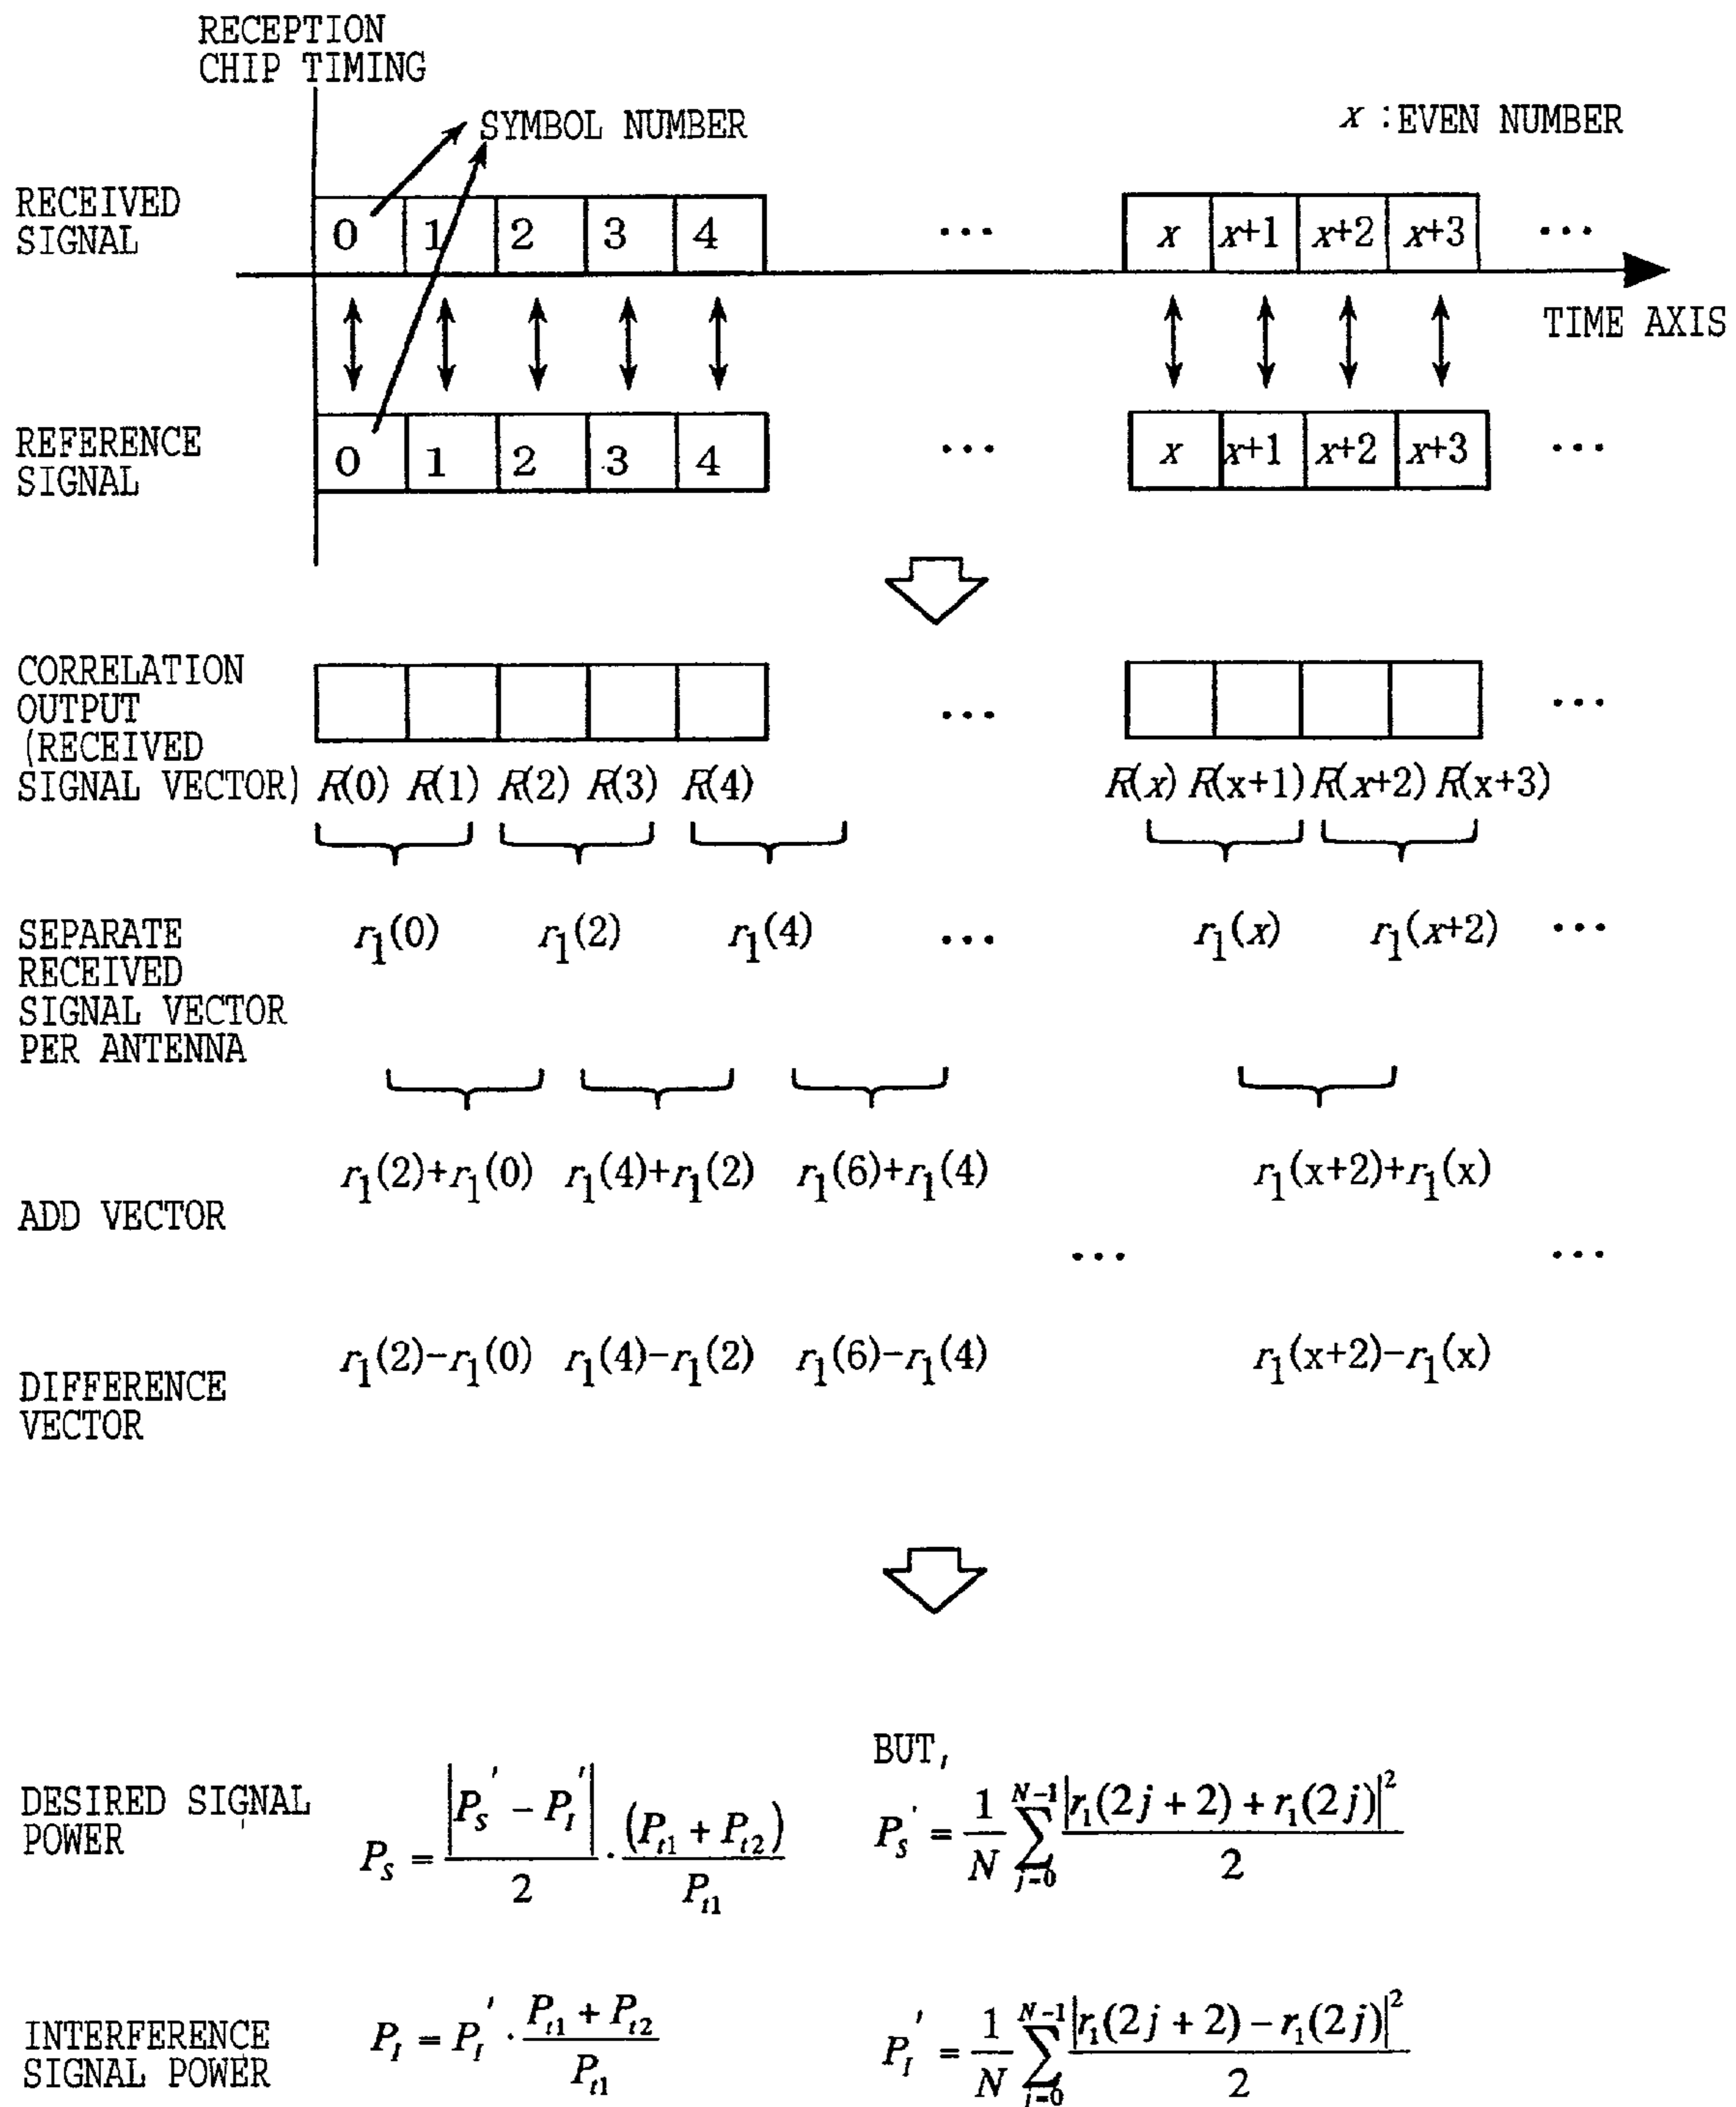 RECEPTION
CHIP TIMING
SYMBOL NUMBER
x : EVEN NUMBER
RECEIVED
SIGNAL
0 1 2 3 4 ... x x+1 x+2 x+3 ...
TIME AXIS
REFERENCE
SIGNAL
0 1 2 3 4 ... x x+1 x+2 x+3 ...
CORRELATION
OUTPUT
(RECEIVED
SIGNAL VECTOR)
... ...
R(0) R(1) R(2) R(3) R(4) R(x) R(x+1) R(x+2) R(x+3)
SEPARATE
RECEIVED
SIGNAL VECTOR
PER ANTENNA
r1(0) r1(2) r1(4) ... r1(x) r1(x+2) ...
ADD VECTOR
r1(2)+r1(0) r1(4)+r1(2) r1(6)+r1(4) r1(x+2)+r1(x)
... ...
DIFFERENCE
VECTOR
r1(2)-r1(0) r1(4)-r1(2) r1(6)-r1(4) r1(x+2)-r1(x)
DESIRED SIGNAL
POWER
PS = |PS' - PI'| / 2 · (Pt1 + Pt2) / Pt1
BUT,
PS' = 1/N ∑j=0N-1 |r1(2j + 2) + r1(2j)|² / 2
INTERFERENCE
SIGNAL POWER
PI = PI' · Pt1 + Pt2 / Pt1
PI' = 1/N ∑j=0N-1 |r1(2j + 2) - r1(2j)|² / 2